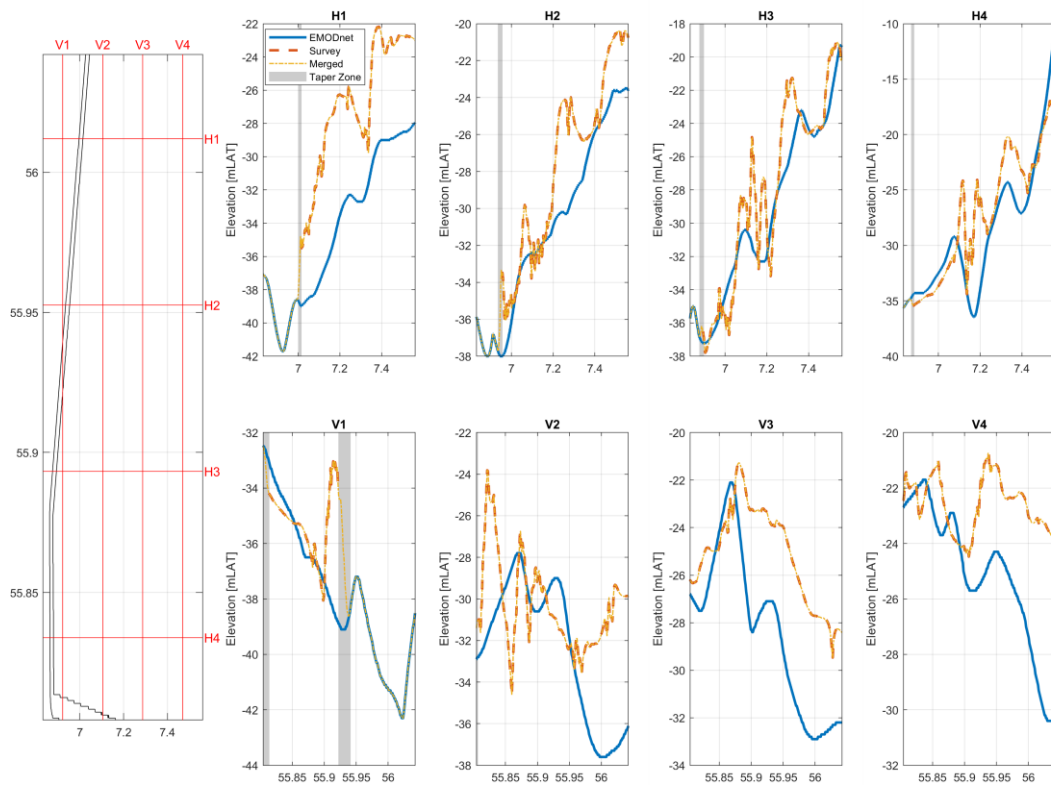 V1 V2 V3 V4
H1
H2
H3
H4
56
55.95
55.9
55.85
7 7.2 7.4
H1
EMODnet
Survey
Merged
Taper Zone
Elevation [mLAT]
-22
-24
-26
-28
-30
-32
-34
-36
-38
-40
-42
7 7.2 7.4
H2
Elevation [mLAT]
-20
-22
-24
-26
-28
-30
-32
-34
-36
-38
7 7.2 7.4
H3
Elevation [mLAT]
-18
-20
-22
-24
-26
-28
-30
-32
-34
-36
-38
7 7.2 7.4
H4
Elevation [mLAT]
-10
-15
-20
-25
-30
-35
-40
7 7.2 7.4
V1
Elevation [mLAT]
-32
-34
-36
-38
-40
-42
-44
55.85 55.9 55.95 56
V2
Elevation [mLAT]
-22
-24
-26
-28
-30
-32
-34
-36
-38
55.85 55.9 55.95 56
V3
Elevation [mLAT]
-20
-22
-24
-26
-28
-30
-32
-34
55.85 55.9 55.95 56
V4
Elevation [mLAT]
-20
-22
-24
-26
-28
-30
-32
55.85 55.9 55.95 56